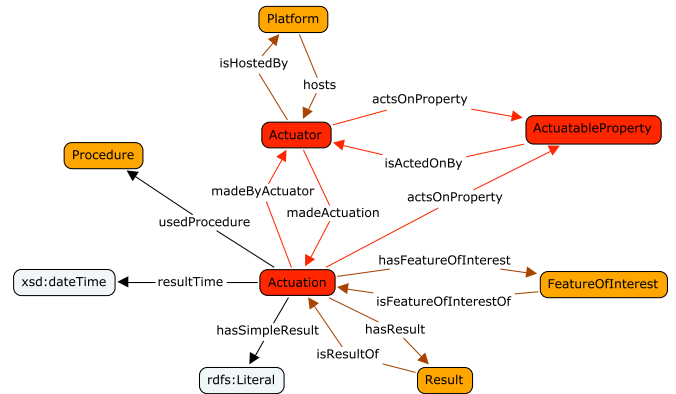 Platform
isHostedBy
hosts
actsOnProperty
Actuator
ActuatableProperty
Procedure
isActedOnBy
madeByActuator
actsOnProperty
madeActuation
usedProcedure
hasFeatureOfInterest
xsd:dateTime
resultTime
Actuation
FeatureOfInterest
isFeatureOfInterestOf
hasSimpleResult
hasResult
isResultOf
rdfs:Literal
Result